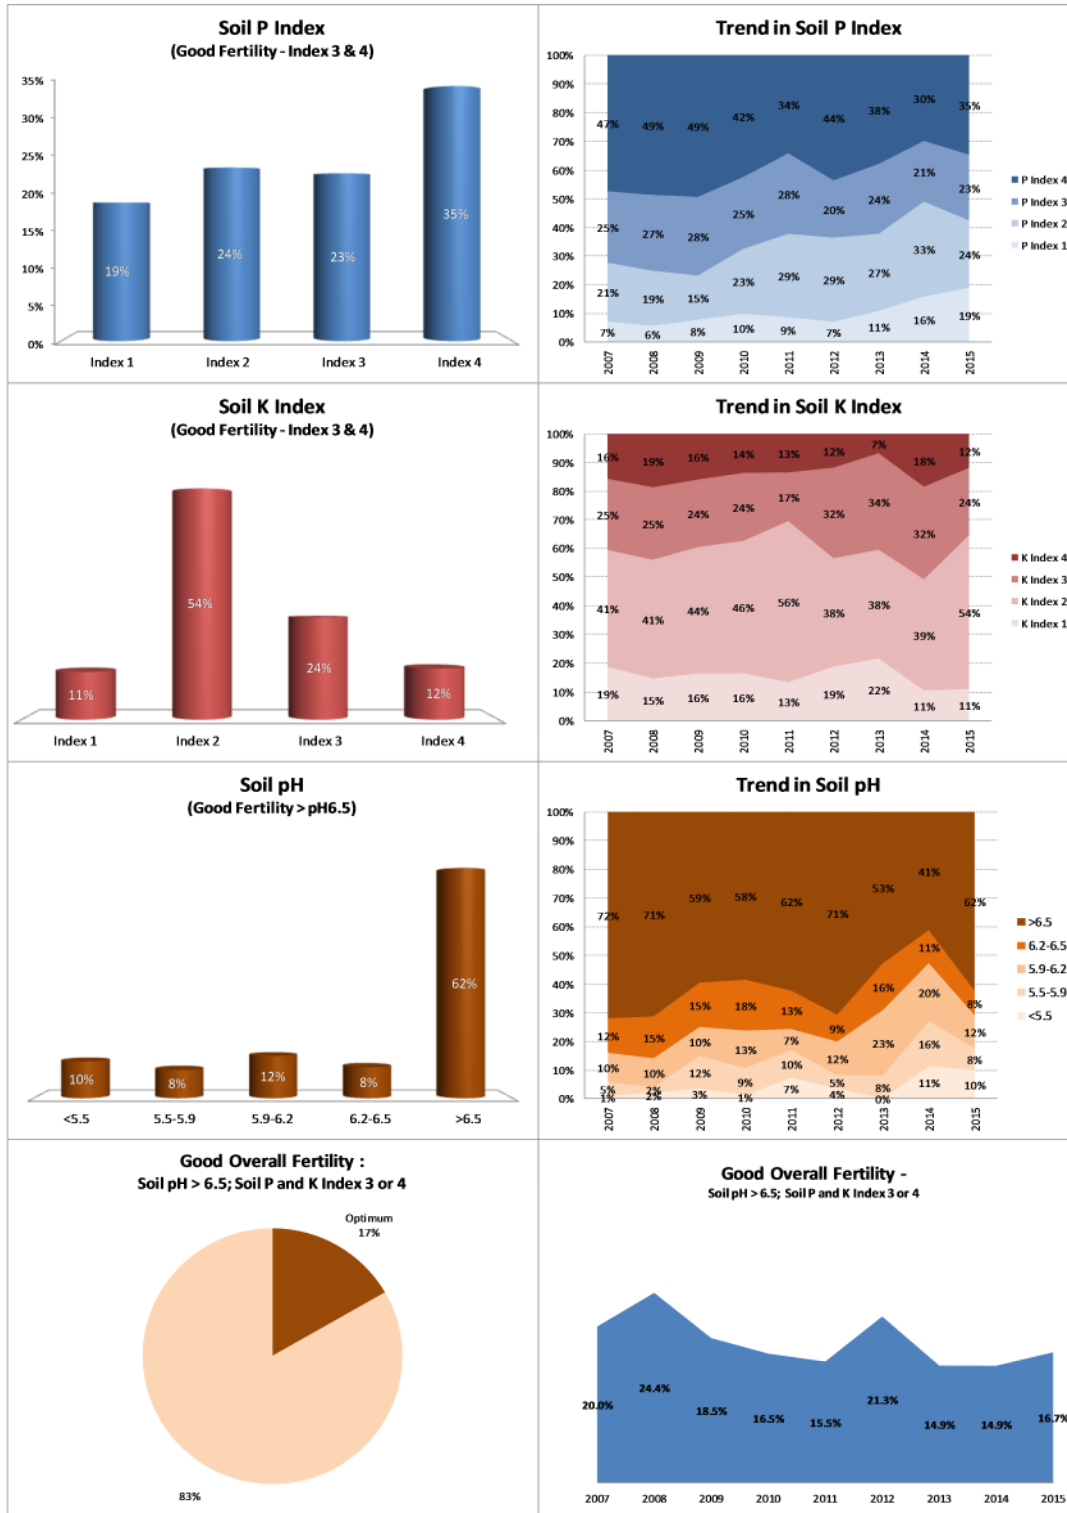 Soil P Index
(Good Fertility - Index 3 & 4)
35%
30%
25%
20%
15%
10%
5%
0%
19%
24%
23%
35%
Index 1 Index 2 Index 3 Index 4
Trend in Soil P Index
100%
90%
80%
70%
60%
50%
40%
30%
20%
10%
0%
47% 49% 49% 42% 34% 44% 38% 30% 35%
25% 27% 28% 25% 28% 20% 24% 21% 23%
21% 19% 15% 23% 29% 29% 27% 33% 24%
7% 6% 8% 10% 9% 7% 11% 16% 19%
2007 2008 2009 2010 2011 2012 2013 2014 2015
P Index 4
P Index 3
P Index 2
P Index 1
Soil K Index
(Good Fertility - Index 3 & 4)
11%
54%
24%
12%
Index 1 Index 2 Index 3 Index 4
Trend in Soil K Index
100%
90%
80%
70%
60%
50%
40%
30%
20%
10%
0%
16% 19% 16% 14% 13% 12% 7% 18% 12%
25% 25% 24% 24% 17% 32% 34% 32% 24%
41% 41% 44% 46% 56% 38% 38% 39% 54%
19% 15% 16% 16% 13% 19% 22% 11% 11%
2007 2008 2009 2010 2011 2012 2013 2014 2015
K Index 4
K Index 3
K Index 2
K Index 1
Soil pH
(Good Fertility > pH6.5)
10%
8%
12%
8%
62%
<5.5 5.5-5.9 5.9-6.2 6.2-6.5 >6.5
Trend in Soil pH
100%
90%
80%
70%
60%
50%
40%
30%
20%
10%
0%
72% 71% 59% 58% 62% 71% 53% 41% 62%
12% 15% 15% 18% 13% 9% 16% 11% 8%
10% 10% 10% 13% 7% 12% 23% 20% 12%
5% 2% 12% 9% 10% 5% 8% 16% 8%
1% 2% 3% 1% 7% 4% 0% 11% 10%
2007 2008 2009 2010 2011 2012 2013 2014 2015
>6.5
6.2-6.5
5.9-6.2
5.5-5.9
<5.5
Good Overall Fertility :
Soil pH > 6.5; Soil P and K Index 3 or 4
Optimum
17%
83%
Good Overall Fertility -
Soil pH > 6.5; Soil P and K Index 3 or 4
20.0% 24.4% 18.5% 16.5% 15.5% 21.3% 14.9% 14.9% 16.7%
2007 2008 2009 2010 2011 2012 2013 2014 2015